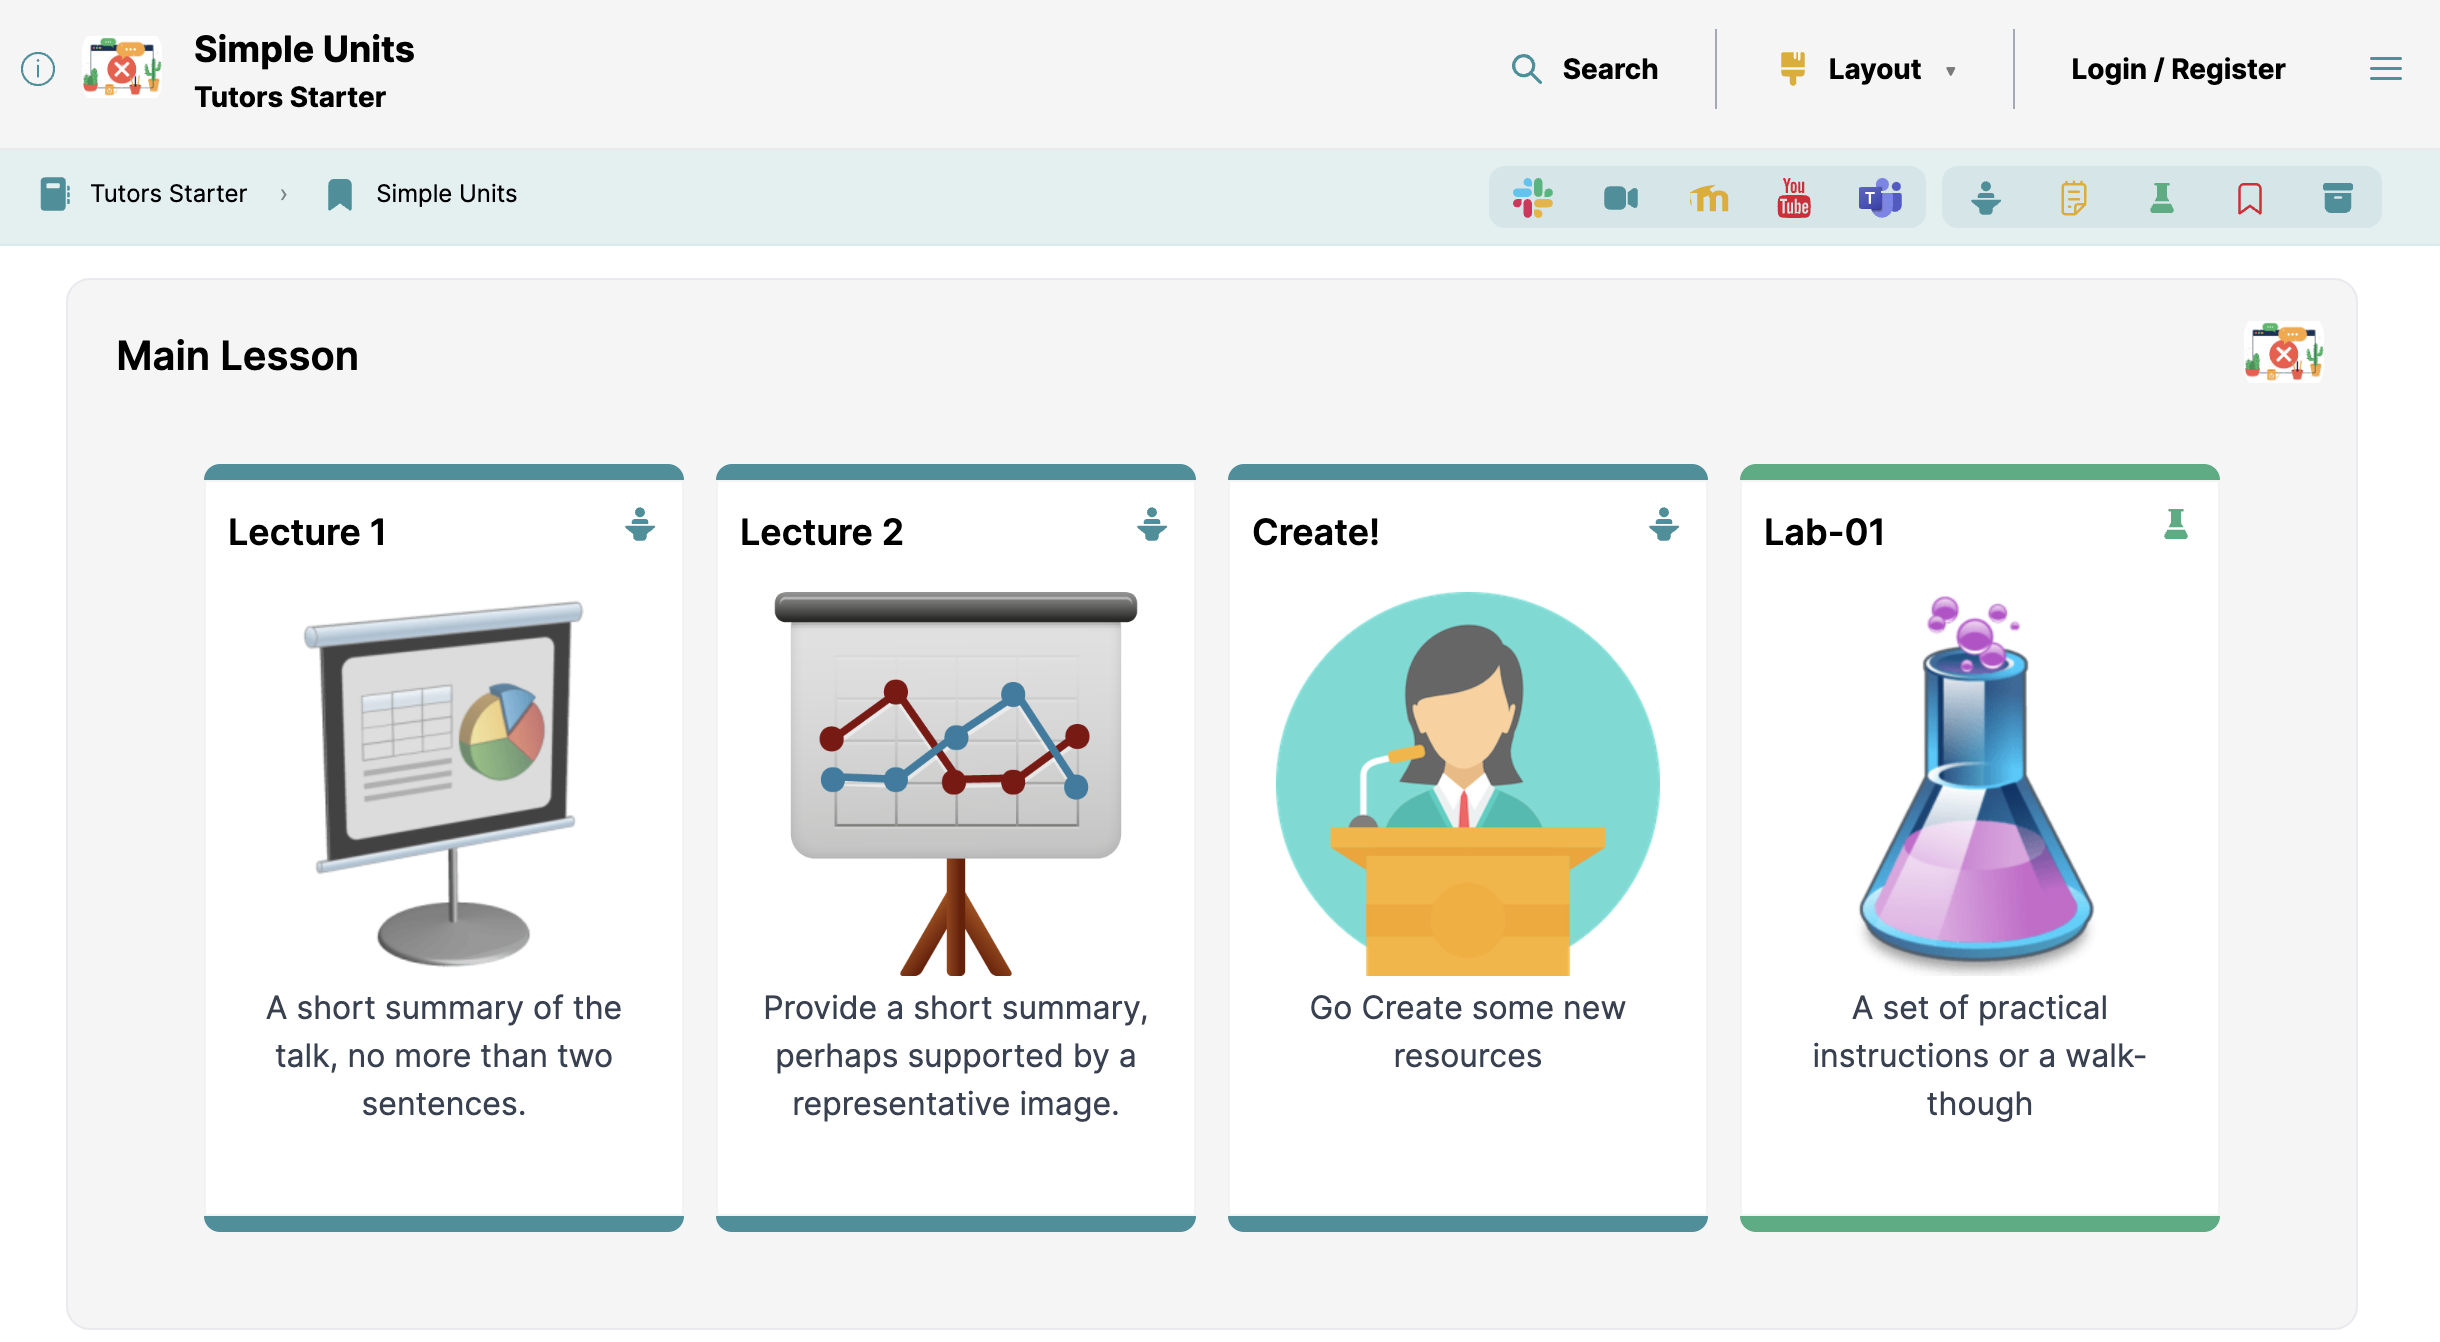 Simple Units
Tutors Starter
Search
Layout
Login / Register
Tutors Starter › Simple Units
m
You
Tube
T
Main Lesson
Lecture 1
A short summary of the
talk, no more than two
sentences.
Lecture 2
Provide a short summary,
perhaps supported by a
representative image.
Create!
Go Create some new
resources
Lab-01
A set of practical
instructions or a walk-
though